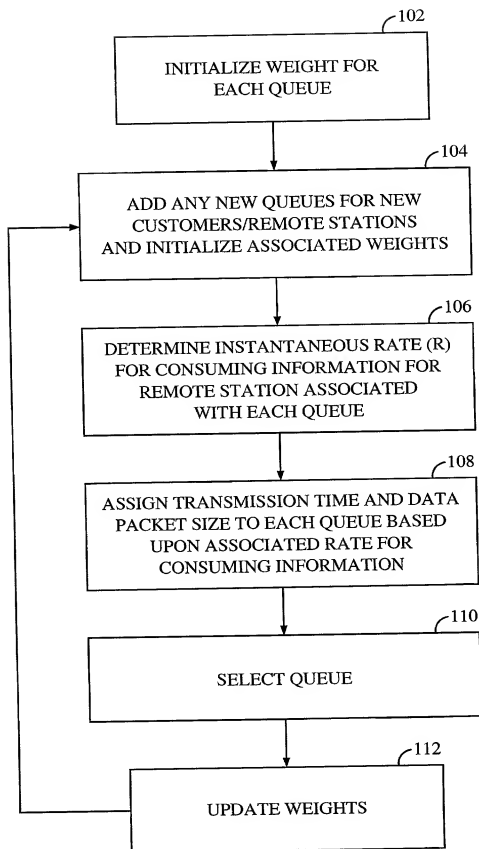 102
INITIALIZE WEIGHT FOR
EACH QUEUE
104
ADD ANY NEW QUEUES FOR NEW
CUSTOMERS/REMOTE STATIONS
AND INITIALIZE ASSOCIATED WEIGHTS
106
DETERMINE INSTANTANEOUS RATE (R)
FOR CONSUMING INFORMATION FOR
REMOTE STATION ASSOCIATED
WITH EACH QUEUE
108
ASSIGN TRANSMISSION TIME AND DATA
PACKET SIZE TO EACH QUEUE BASED
UPON ASSOCIATED RATE FOR
CONSUMING INFORMATION
110
SELECT QUEUE
112
UPDATE WEIGHTS